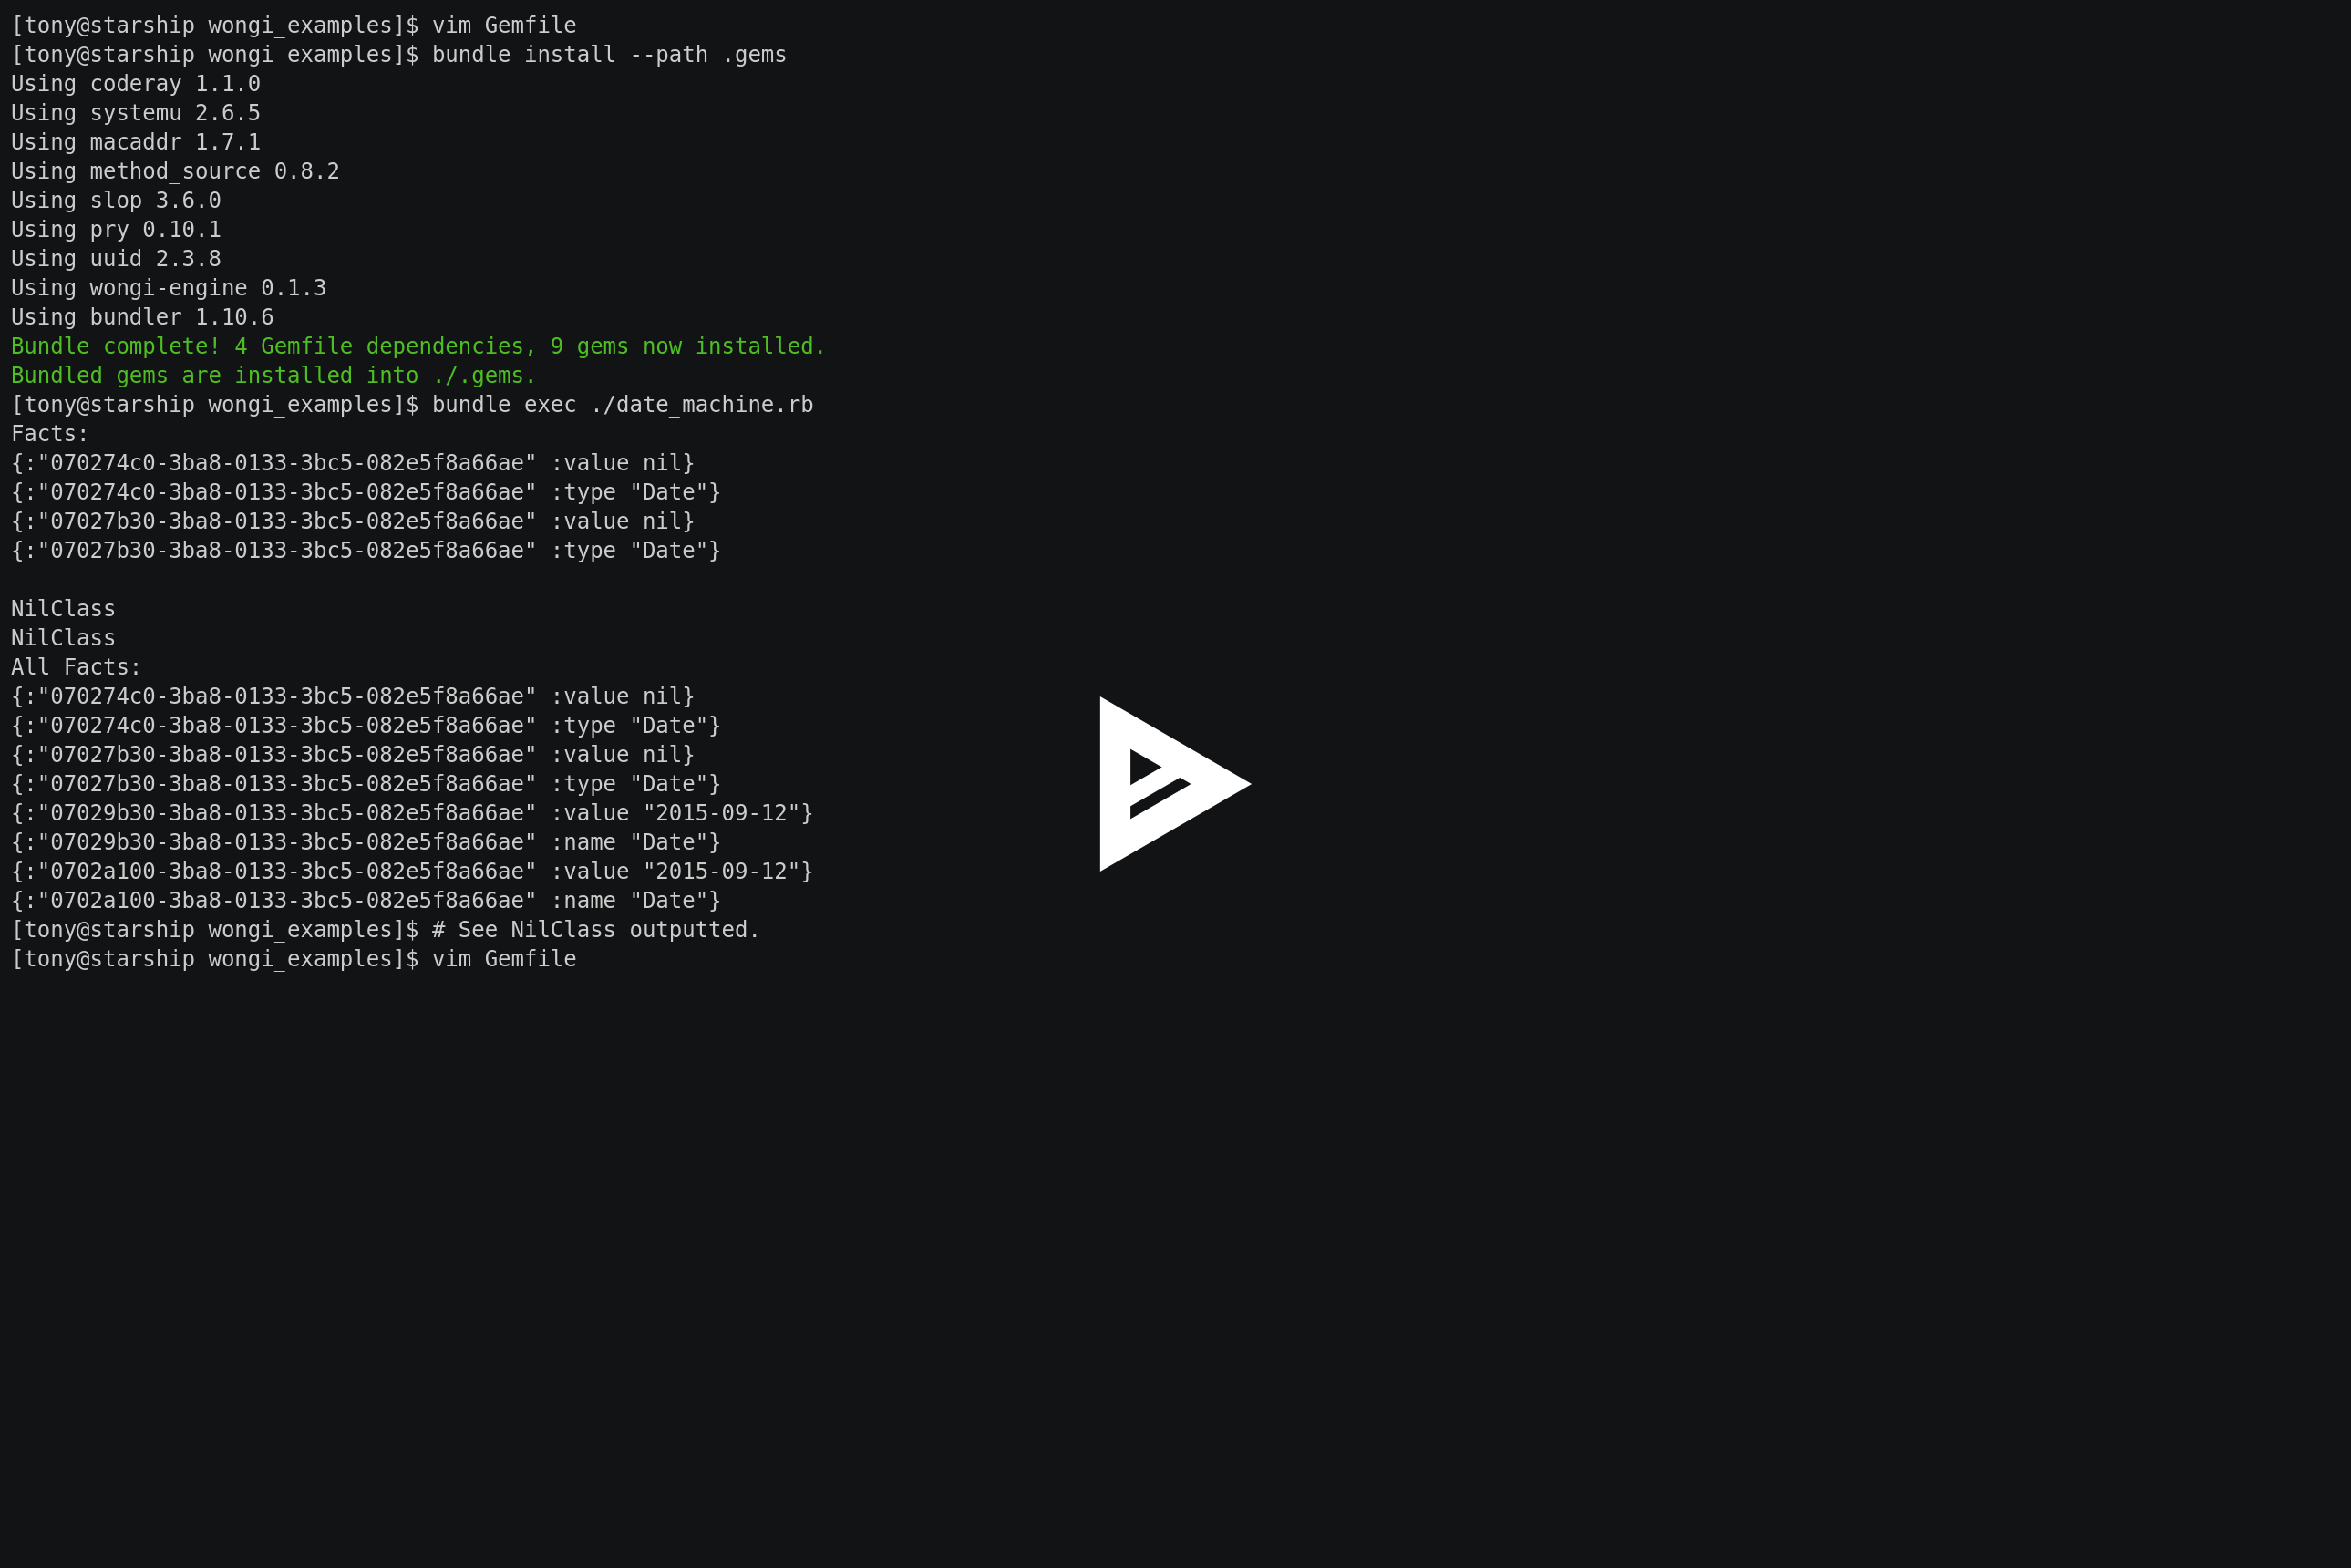 [tony@starship wongi_examples]$ vim Gemfile
[tony@starship wongi_examples]$ bundle install --path .gems
Using coderay 1.1.0
Using systemu 2.6.5
Using macaddr 1.7.1
Using method_source 0.8.2
Using slop 3.6.0
Using pry 0.10.1
Using uuid 2.3.8
Using wongi-engine 0.1.3
Using bundler 1.10.6
Bundle complete! 4 Gemfile dependencies, 9 gems now installed.
Bundled gems are installed into ./.gems.
[tony@starship wongi_examples]$ bundle exec ./date_machine.rb
Facts:
{:"070274c0-3ba8-0133-3bc5-082e5f8a66ae" :value nil}
{:"070274c0-3ba8-0133-3bc5-082e5f8a66ae" :type "Date"}
{:"07027b30-3ba8-0133-3bc5-082e5f8a66ae" :value nil}
{:"07027b30-3ba8-0133-3bc5-082e5f8a66ae" :type "Date"}

NilClass
NilClass
All Facts:
{:"070274c0-3ba8-0133-3bc5-082e5f8a66ae" :value nil}
{:"070274c0-3ba8-0133-3bc5-082e5f8a66ae" :type "Date"}
{:"07027b30-3ba8-0133-3bc5-082e5f8a66ae" :value nil}
{:"07027b30-3ba8-0133-3bc5-082e5f8a66ae" :type "Date"}
{:"07029b30-3ba8-0133-3bc5-082e5f8a66ae" :value "2015-09-12"}
{:"07029b30-3ba8-0133-3bc5-082e5f8a66ae" :name "Date"}
{:"0702a100-3ba8-0133-3bc5-082e5f8a66ae" :value "2015-09-12"}
{:"0702a100-3ba8-0133-3bc5-082e5f8a66ae" :name "Date"}
[tony@starship wongi_examples]$ # See NilClass outputted.
[tony@starship wongi_examples]$ vim Gemfile